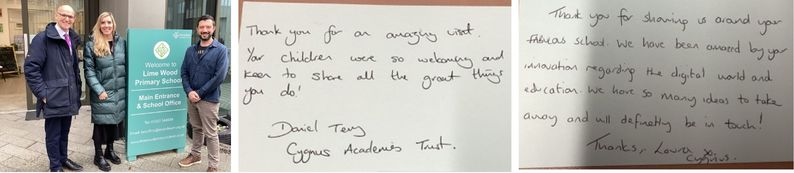 Welcome to
Lime Wood
Primary School
Main Entrance
& School Office
Thank you for an amazing visit.
Your children were so welcoming and
keen to share all the great things
you do!
Daniel Terry
Cygnus Academies Trust.
Thank you for showing us around your
fabulous school. We have been amazed by your
innovation regarding the digital world and
education. We have so many ideas to take
away and will definetly be in touch!
Thanks, Laura
Cygnus.